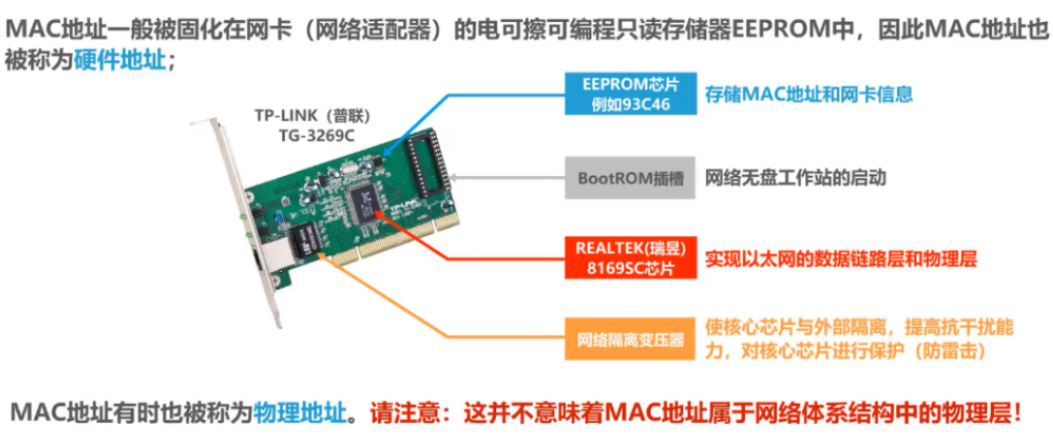 MAC地址一般被固化在网卡（网络适配器）的电可擦可编程只读存储器EEPROM中，因此MAC地址也
被称为硬件地址；
TP-LINK（普联）
TG-3269C
EEPROM芯片
例如93C46
存储MAC地址和网卡信息
BootROM插槽
网络无盘工作站的启动
REALTEK(瑞昱)
8169SC芯片
实现以太网的数据链路层和物理层
网络隔离变压器
使核心芯片与外部隔离，提高抗干扰能
力，对核心芯片进行保护（防雷击）
TP-LINK
MAC地址有时也被称为物理地址。请注意：这并不意味着MAC地址属于网络体系结构中的物理层！